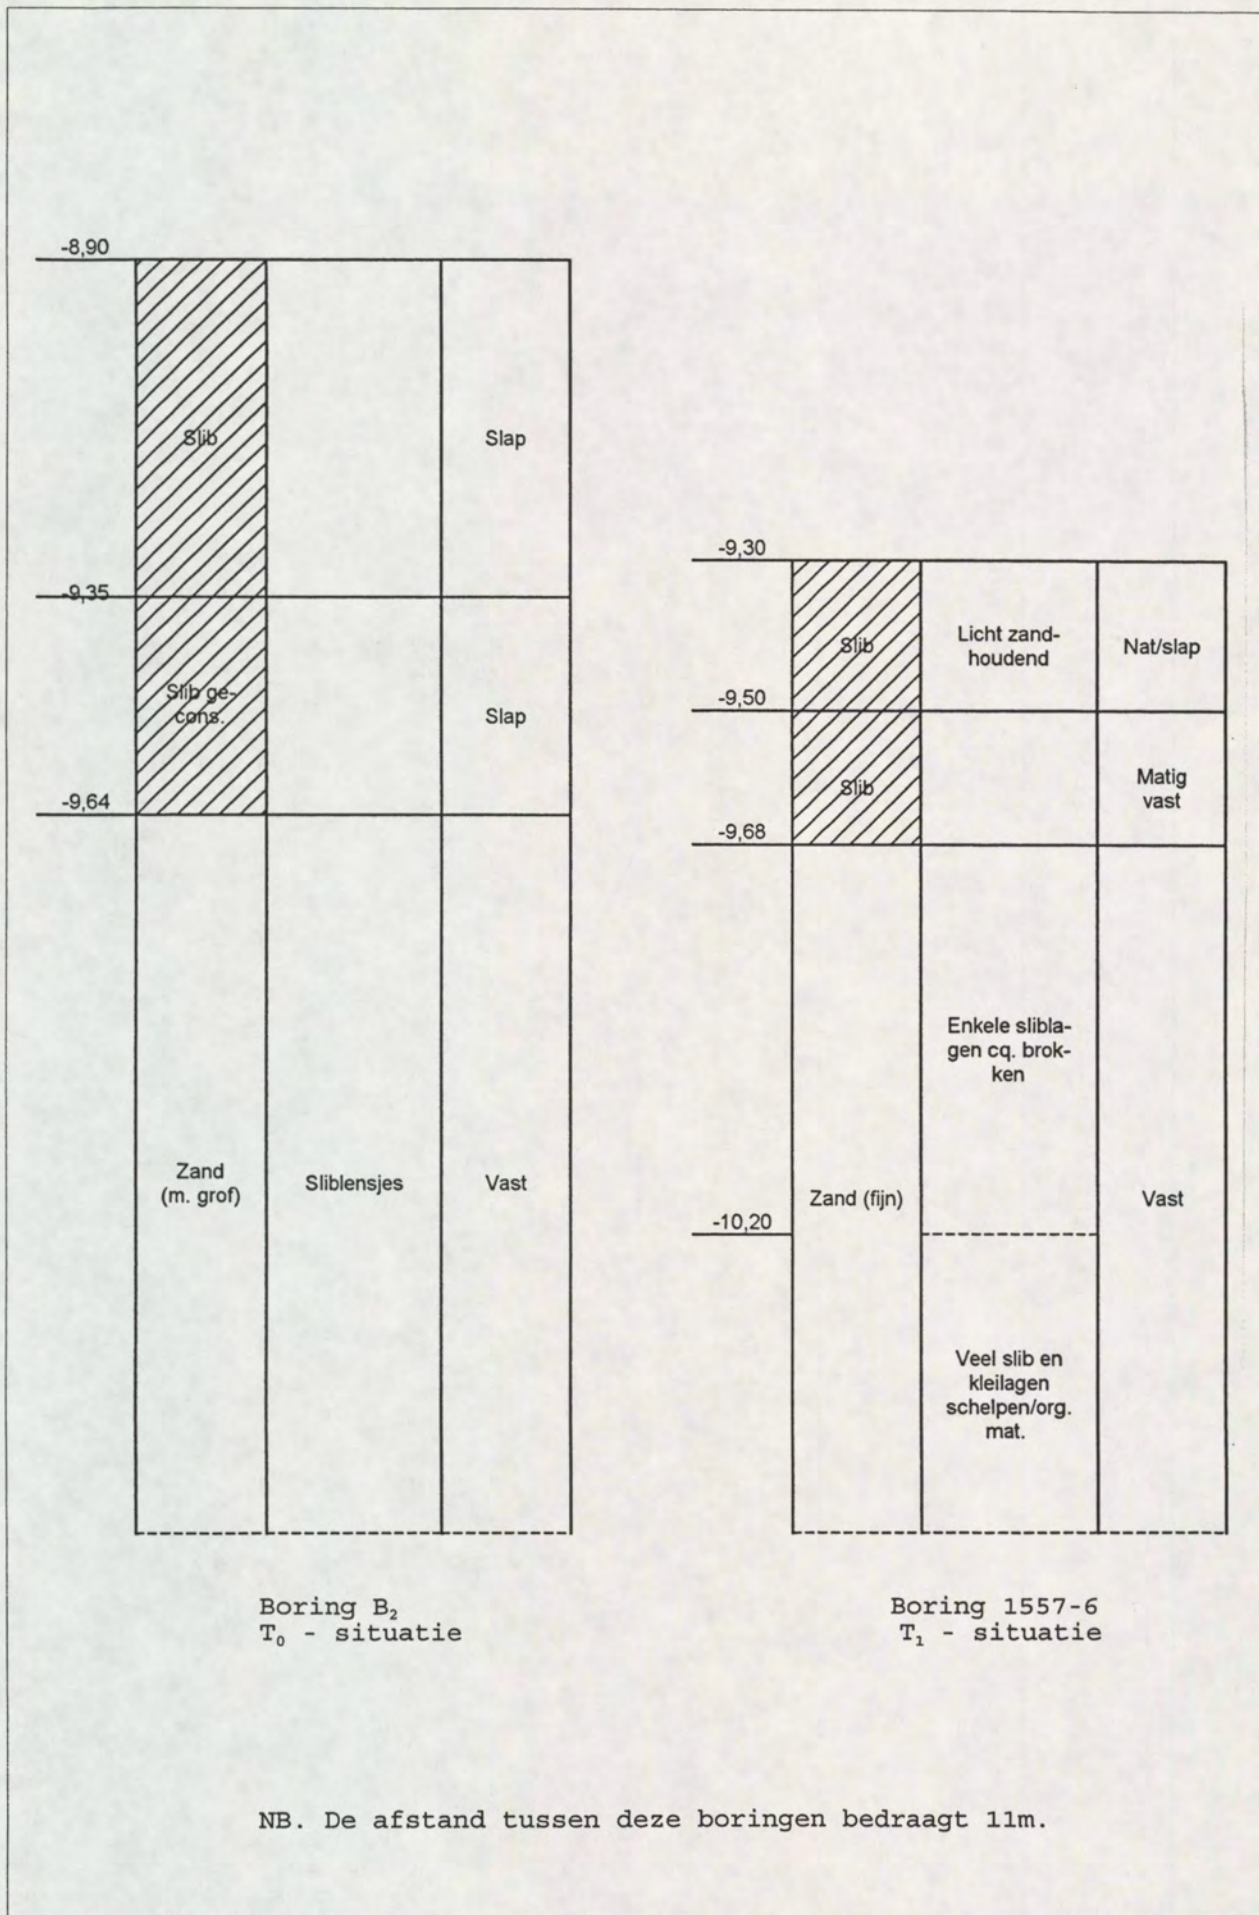 -8,90
Slib
Slap
-9,35
Slib ge-
cons.
Slap
-9,64
Zand
(m. grof)
Sliblensjes
Vast
Boring B₂
T₀ - situatie
-9,30
Slib
Licht zand-
houdend
Nat/slap
-9,50
Slib
Matig
vast
-9,68
Enkele slibla-
gen cq. brok-
ken
Zand (fijn)
Vast
-10,20
Veel slib en
kleilagen
schelpen/org.
mat.
Boring 1557-6
T₁ - situatie
NB. De afstand tussen deze boringen bedraagt 11m.